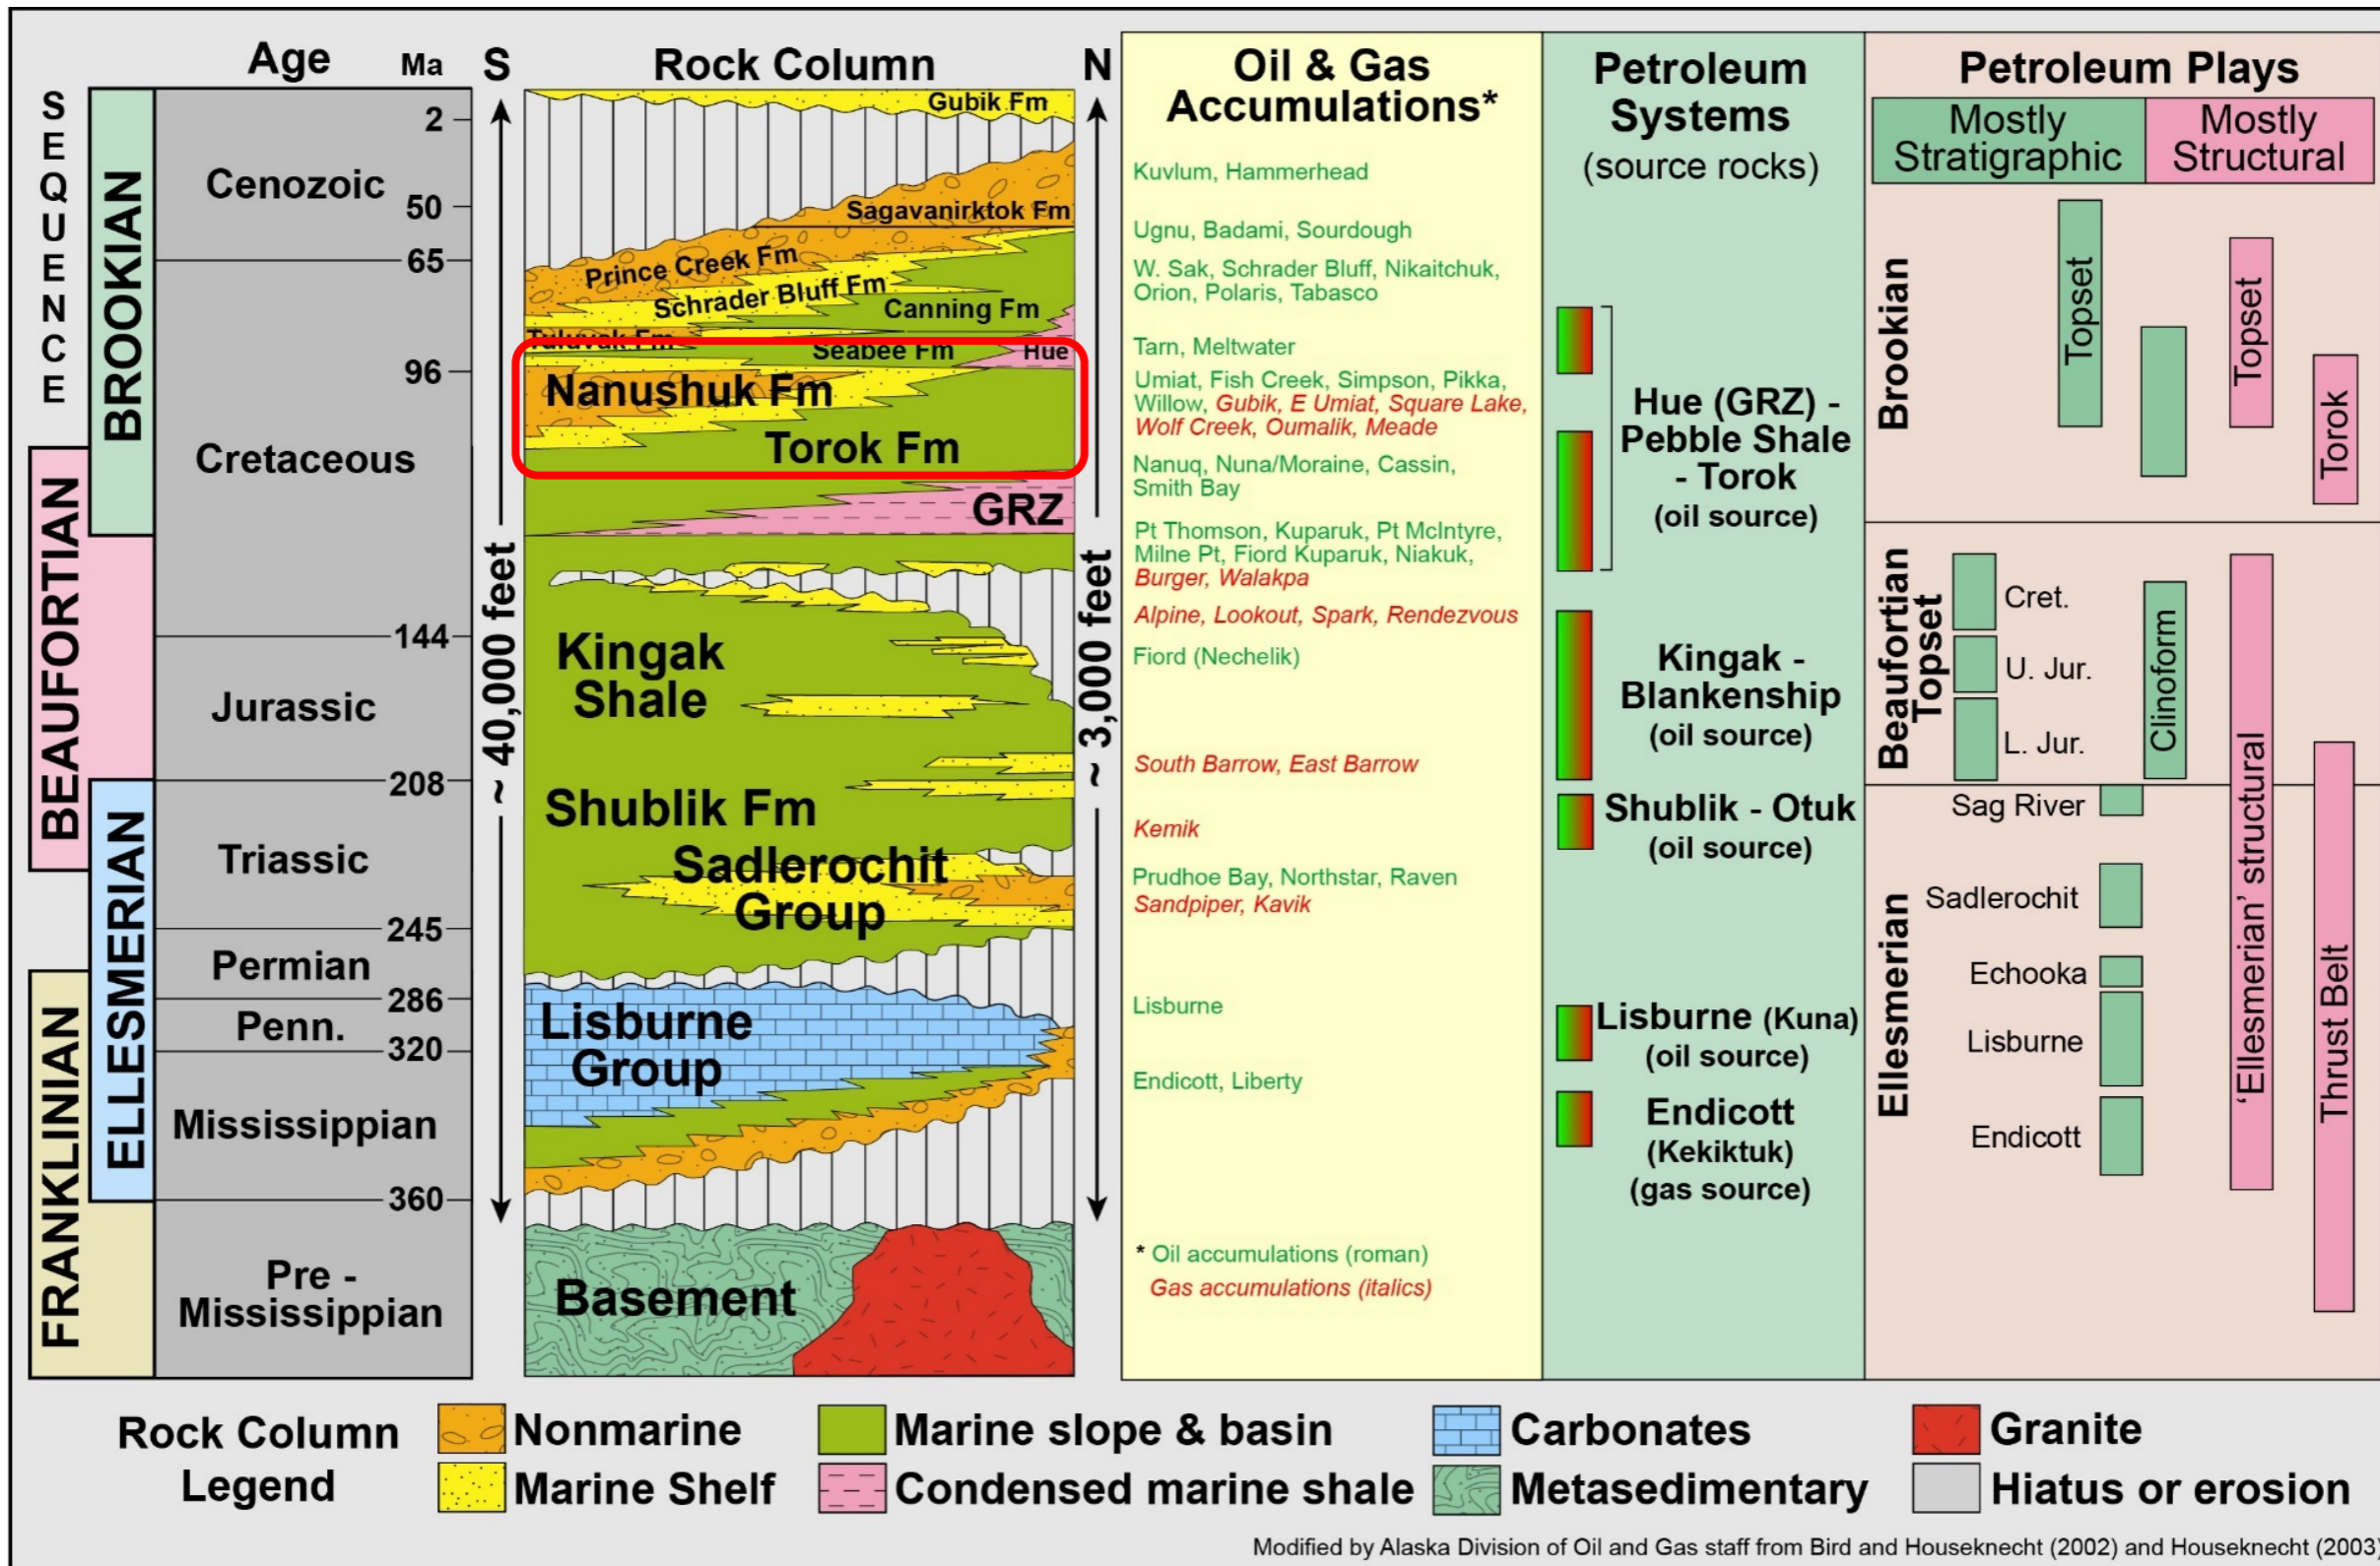 SEQUENCE
Age
Ma
S
Rock Column
N
Oil & Gas
Accumulations*
Petroleum
Systems
(source rocks)
Petroleum Plays
Mostly
Stratigraphic
Mostly
Structural
BROOKIAN
BEAUFORTIAN
ELLESMERIAN
FRANKLINIAN
2
Cenozoic
50
65
96
Cretaceous
144
Jurassic
208
Triassic
245
Permian
286
Penn.
320
Mississippian
360
Pre -
Mississippian
~ 40,000 feet
Gubik Fm
Sagavanirktok Fm
Prince Creek Fm
Schrader Bluff Fm
Canning Fm
Tuluvak Fm
Seabee Fm
Hue
Nanushuk Fm
Torok Fm
GRZ
Kingak
Shale
Shublik Fm
Sadlerochit
Group
Lisburne
Group
Basement
~ 3,000 feet
Kuvlum, Hammerhead
Ugnu, Badami, Sourdough
W. Sak, Schrader Bluff, Nikaitchuk,
Orion, Polaris, Tabasco
Tarn, Meltwater
Umiat, Fish Creek, Simpson, Pikka,
Willow, Gubik, E Umiat, Square Lake,
Wolf Creek, Oumalik, Meade
Nanuq, Nuna/Moraine, Cassin,
Smith Bay
Pt Thomson, Kuparuk, Pt McIntyre,
Milne Pt, Fiord Kuparuk, Niakuk,
Burger, Walakpa
Alpine, Lookout, Spark, Rendezvous
Fiord (Nechelik)
South Barrow, East Barrow
Kemik
Prudhoe Bay, Northstar, Raven
Sandpiper, Kavik
Lisburne
Endicott, Liberty
* Oil accumulations (roman)
Gas accumulations (italics)
Hue (GRZ) -
Pebble Shale
- Torok
(oil source)
Kingak -
Blankenship
(oil source)
Shublik - Otuk
(oil source)
Lisburne (Kuna)
(oil source)
Endicott
(Kekiktuk)
(gas source)
Brookian
Topset
Topset
Torok
Beaufortian
Topset
Cret.
U. Jur.
L. Jur.
Clinoform
Ellesmerian
Sag River
Sadlerochit
Echooka
Lisburne
Endicott
'Ellesmerian' structural
Thrust Belt
Rock Column
Legend
Nonmarine
Marine slope & basin
Carbonates
Granite
Marine Shelf
Condensed marine shale
Metasedimentary
Hiatus or erosion
Modified by Alaska Division of Oil and Gas staff from Bird and Houseknecht (2002) and Houseknecht (2003)